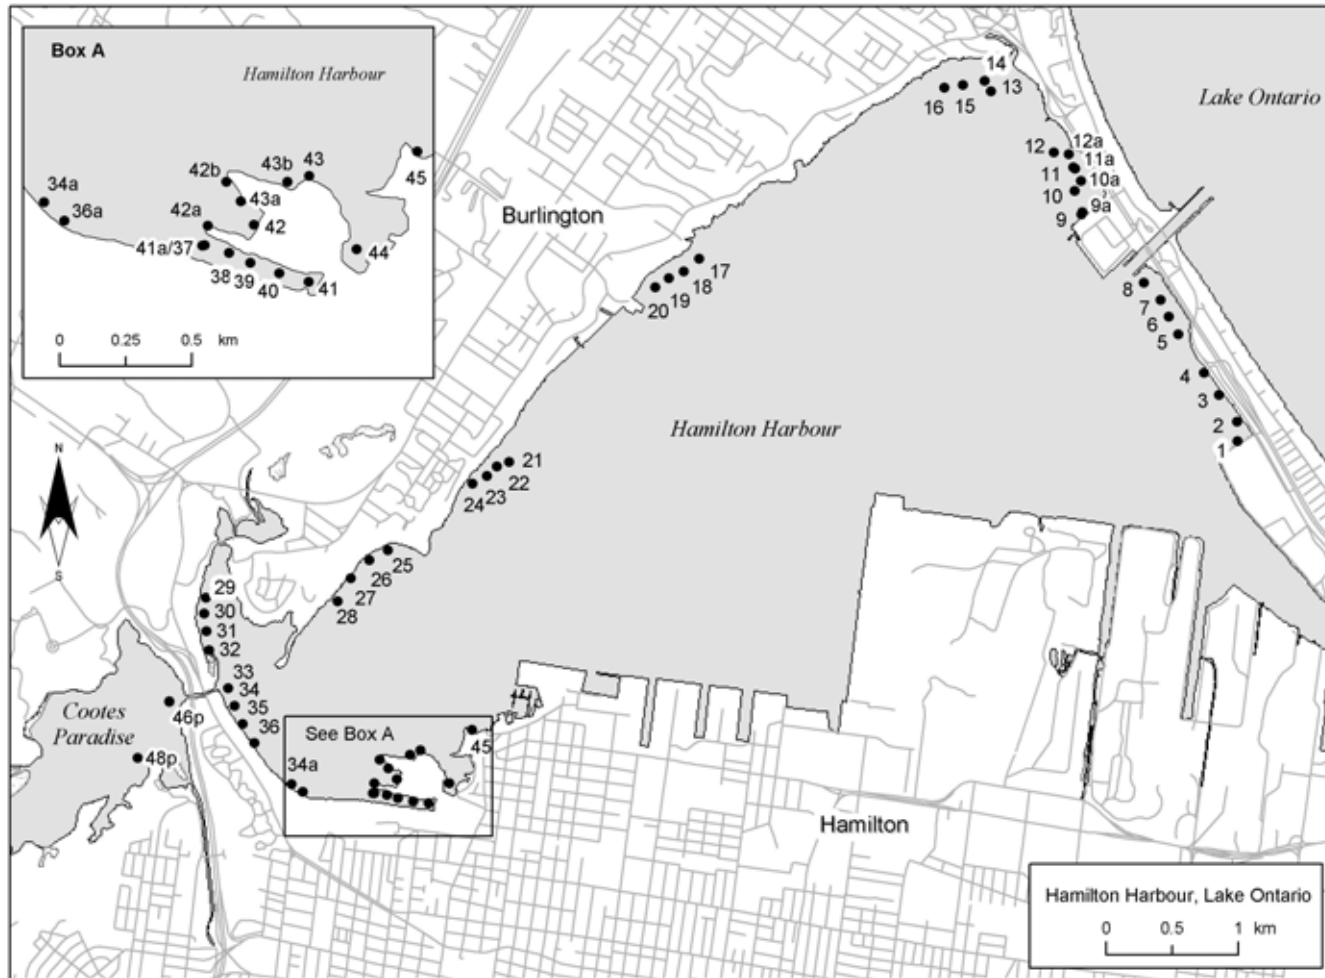 Box A
Hamilton Harbour
34a
36a
42b
43b
43
43a
42a
42
45
44
41a/37
38
39
40
41
0 0.25 0.5 km
Lake Ontario
14
13
16
15
12
12a
11a
11
10a
10
9a
9
8
7
6
5
4
3
2
1
Burlington
17
18
19
20
Hamilton Harbour
21
22
23
24
25
26
27
28
N
S
29
30
31
32
33
34
35
36
46p
Cootes
Paradise
48p
34a
See Box A
45
Hamilton
Hamilton Harbour, Lake Ontario
0 0.5 1 km